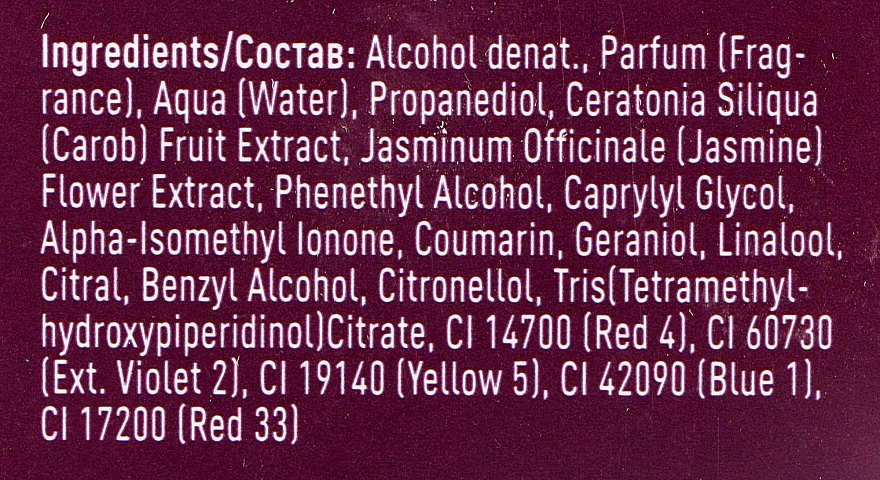 Ingredients/Состав: Alcohol denat., Parfum (Frag-
rance), Aqua (Water), Propanediol, Ceratonia Siliqua
(Carob) Fruit Extract, Jasminum Officinale (Jasmine)
Flower Extract, Phenethyl Alcohol, Caprylyl Glycol,
Alpha-Isomethyl Ionone, Coumarin, Geraniol, Linalool,
Citral, Benzyl Alcohol, Citronellol, Tris(Tetramethyl-
hydroxypiperidinol)Citrate, CI 14700 (Red 4), CI 60730
(Ext. Violet 2), CI 19140 (Yellow 5), CI 42090 (Blue 1),
CI 17200 (Red 33)